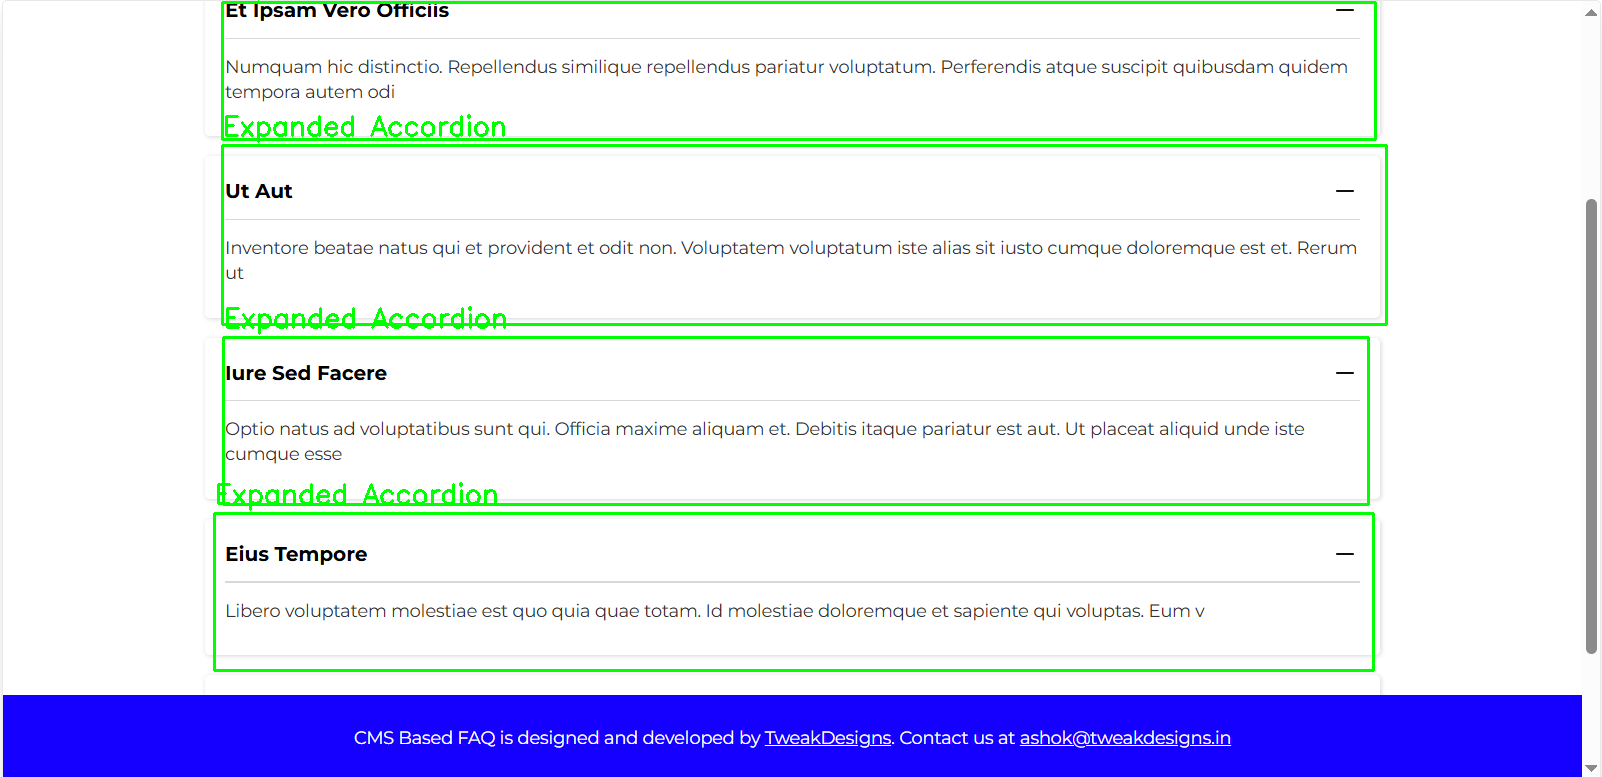 Et Ipsam Vero Officiis
Numquam hic distinctio. Repellendus similique repellendus pariatur voluptatum. Perferendis atque suscipit quibusdam quidem
tempora autem odi
Expanded Accordion
Ut Aut
Inventore beatae natus qui et provident et odit non. Voluptatem voluptatum iste alias sit iusto cumque doloremque est et. Rerum
ut
Expanded Accordion
Iure Sed Facere
Optio natus ad voluptatibus sunt qui. Officia maxime aliquam et. Debitis itaque pariatur est aut. Ut placeat aliquid unde iste
cumque esse
Expanded Accordion
Eius Tempore
Libero voluptatem molestiae est quo quia quae totam. Id molestiae doloremque et sapiente qui voluptas. Eum v
CMS Based FAQ is designed and developed by TweakDesigns. Contact us at ashok@tweakdesigns.in